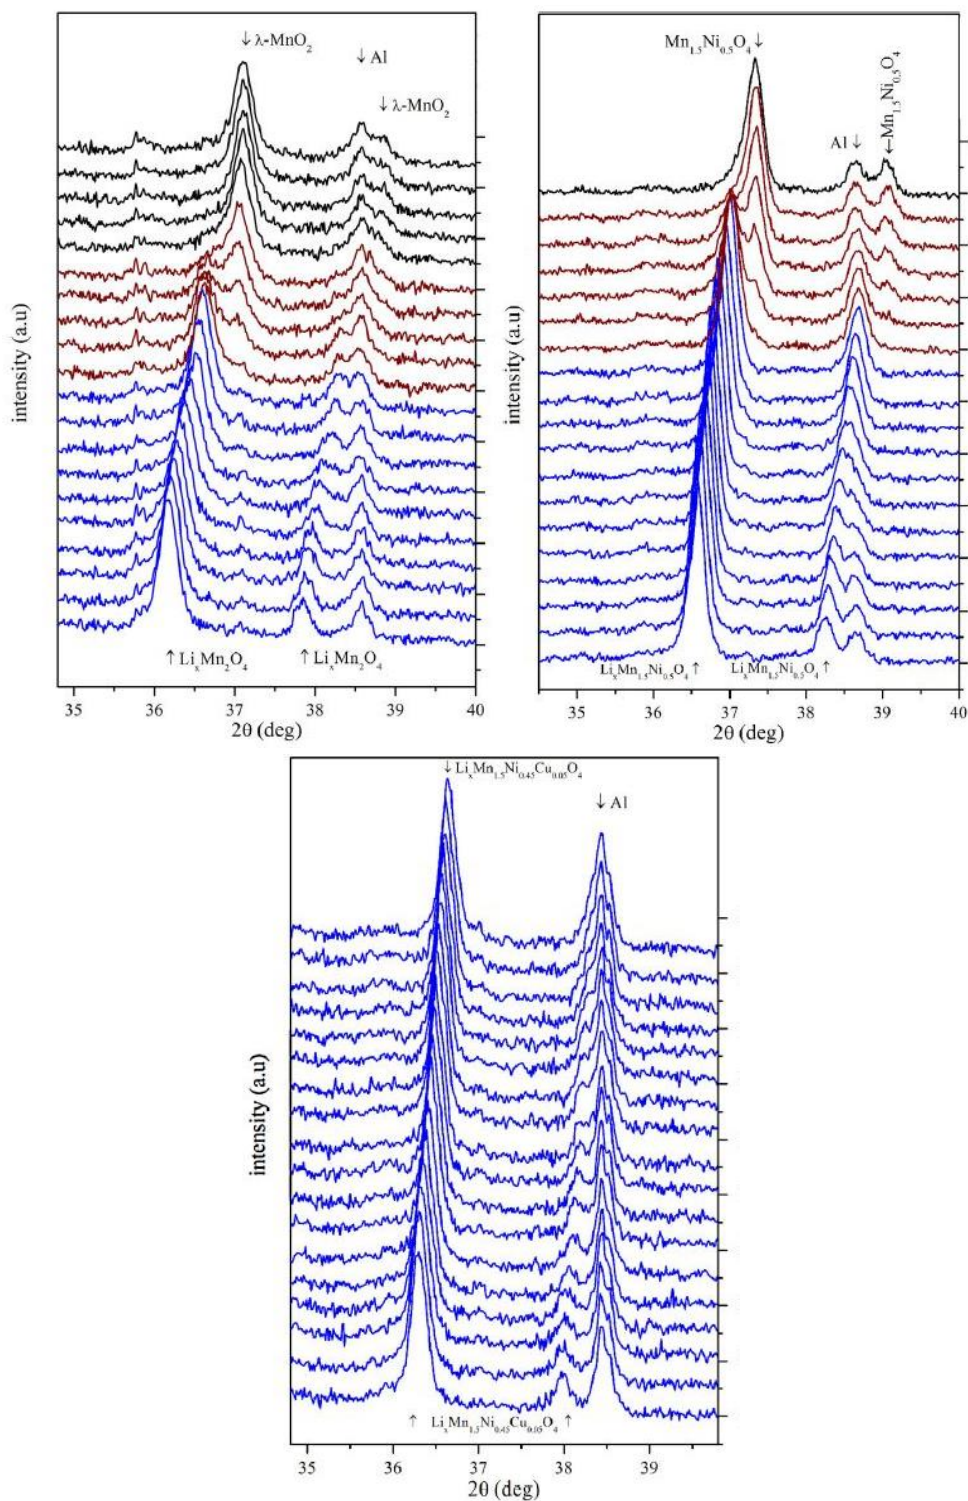 ↓ λ-MnO₂
↓ Al
↓ λ-MnO₂
intensity (a.u)
↑ LiₓMn₂O₄ ↑ LiₓMn₂O₄
35 36 37 38 39 40
2θ (deg)
Mn₁.₅Ni₀.₅O₄ ↓
Al ↓
←Mn₁.₅Ni₀.₅O₄
intensity (a.u)
LiₓMn₁.₅Ni₀.₅O₄ ↑ LiₓMn₁.₅Ni₀.₅O₄ ↑
35 36 37 38 39 40
2θ (deg)
↓ LiₓMn₁.₅Ni₀.₄₅Cu₀.₀₅O₄
↓ Al
intensity (a.u)
↑ LiₓMn₁.₅Ni₀.₄₅Cu₀.₀₅O₄ ↑
35 36 37 38 39
2θ (deg)